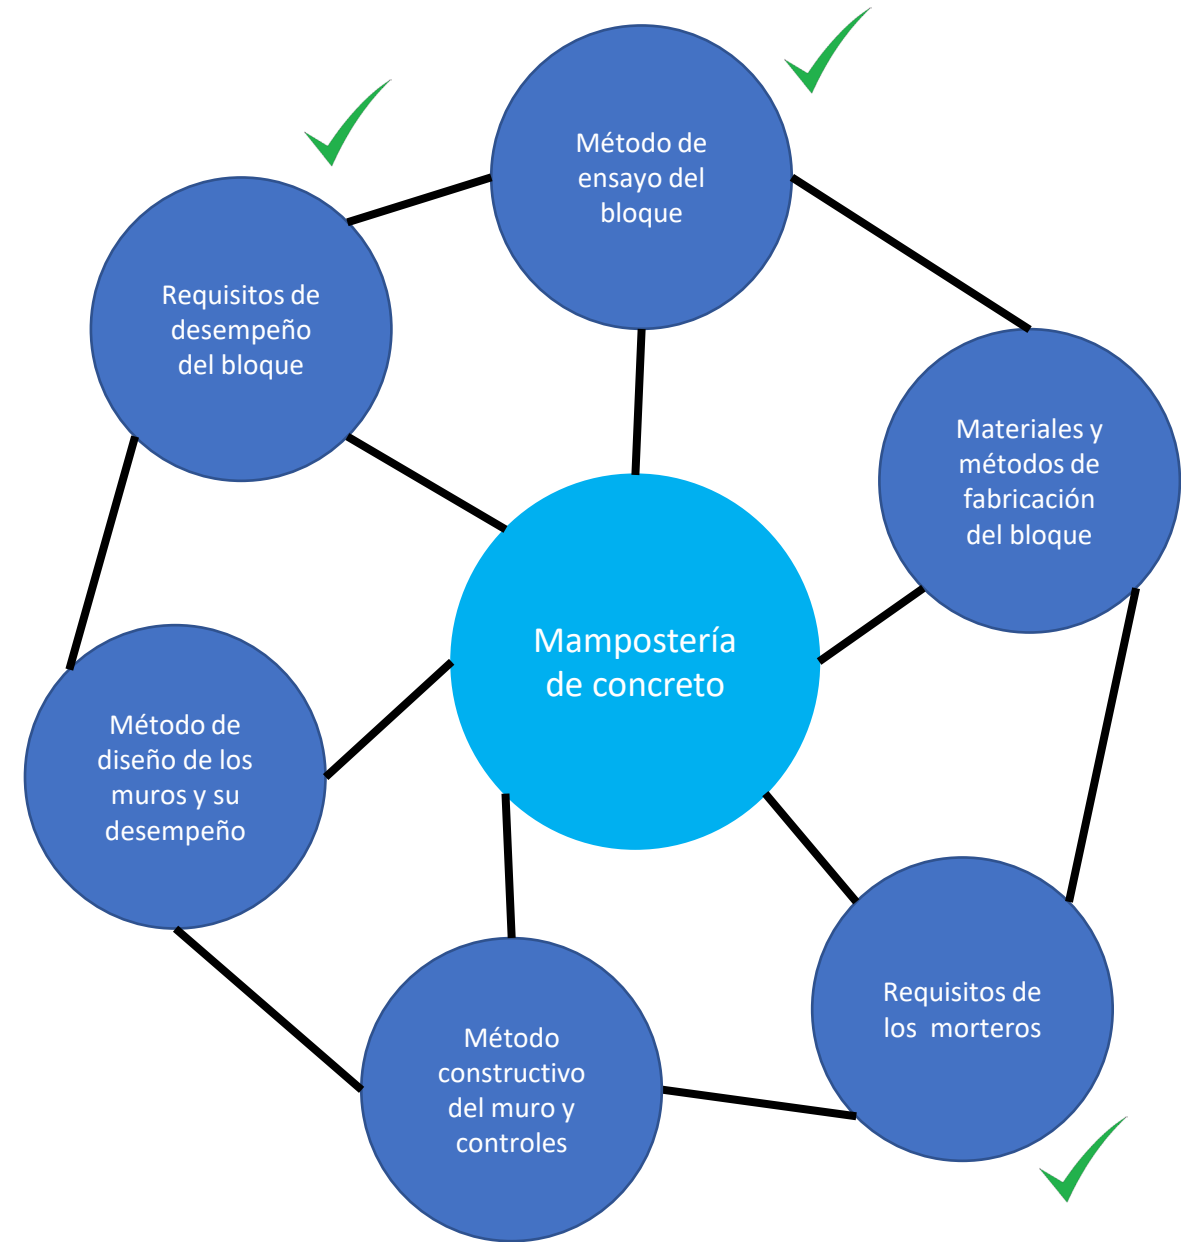 Método de
ensayo del
bloque
Requisitos de
desempeño
del bloque
Materiales y
métodos de
fabricación
del bloque
Mampostería
de concreto
Método de
diseño de los
muros y su
desempeño
Requisitos de
los morteros
Método
constructivo
del muro y
controles